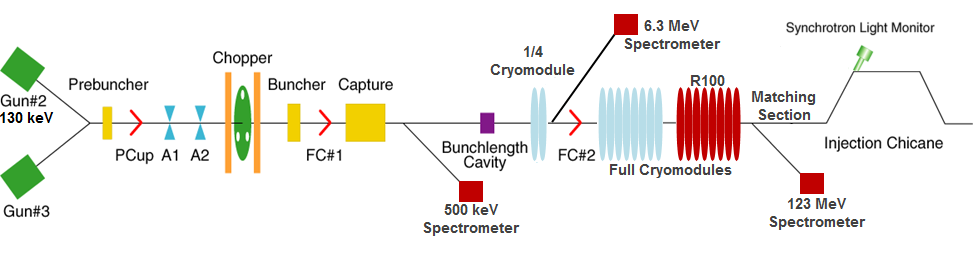 Gun#2
130 keV
Gun#3
Prebuncher
PCup
A1
A2
Chopper
Buncher
FC#1
Capture
500 keV
Spectrometer
Bunchlength
Cavity
1/4
Cryomodule
6.3 MeV
Spectrometer
FC#2
Full Cryomodules
R100
Matching
Section
123 MeV
Spectrometer
Synchrotron Light Monitor
Injection Chicane